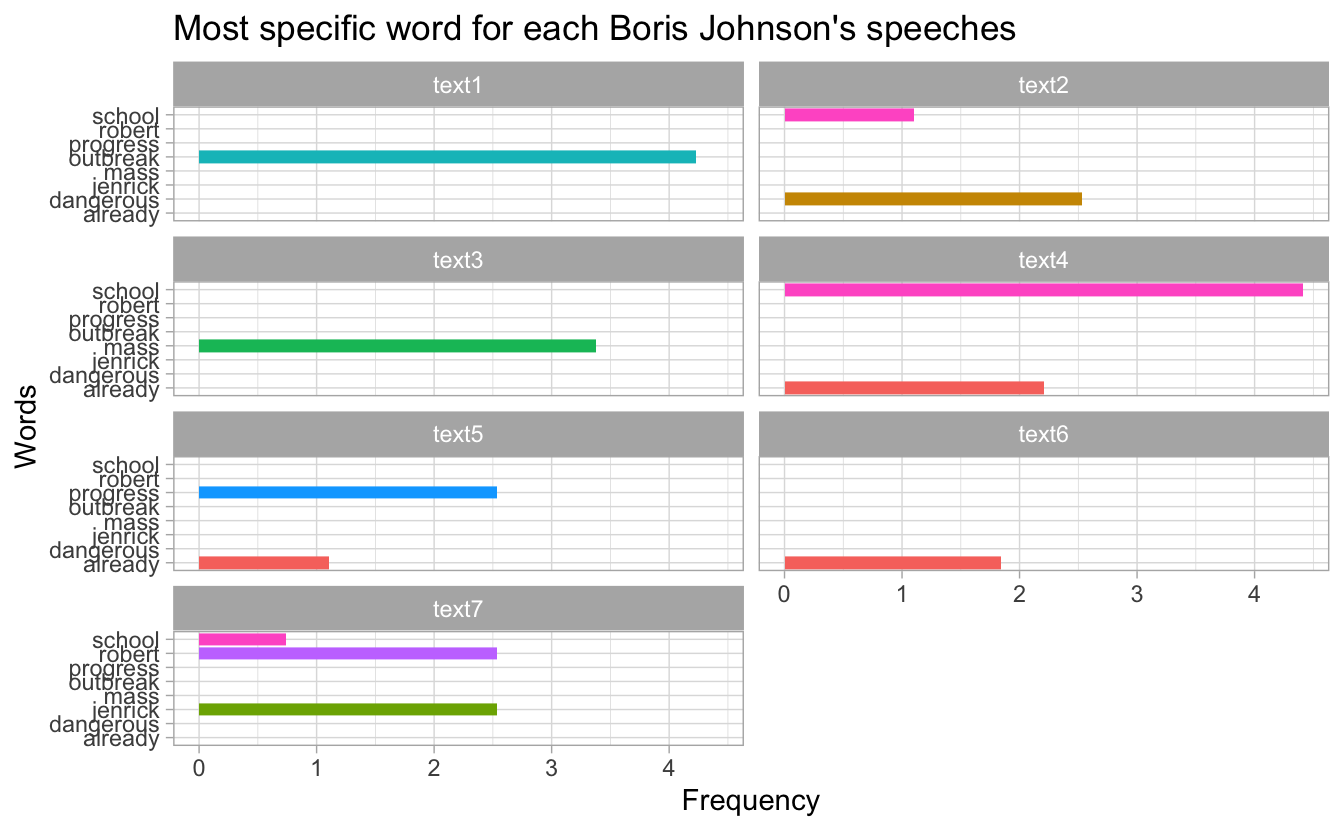 Most specific word for each Boris Johnson's speeches
text1
text2
school
robert
progress
outbreak
mass
jenrick
dangerous
already
text3
text4
school
robert
progress
outbreak
mass
jenrick
dangerous
already
text5
text6
school
robert
progress
outbreak
mass
jenrick
dangerous
already
0 1 2 3 4
text7
school
robert
progress
outbreak
mass
jenrick
dangerous
already
0 1 2 3 4
Words
Frequency